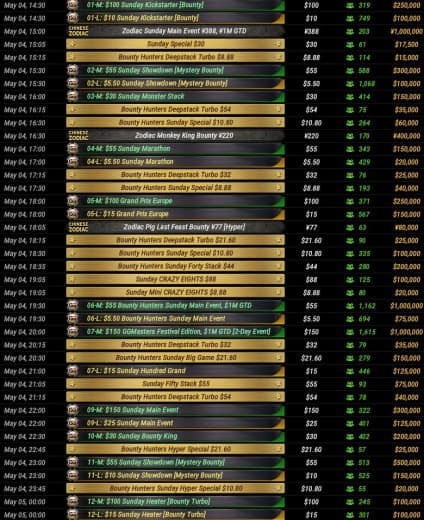 May 04, 14:30 01-M: $100 Sunday Kickstarter [Bounty] $100 319 $250,000
May 04, 14:30 01-L: $10 Sunday Kickstarter [Bounty] $10 749 $100,000
May 04, 15:00 CHINESE ZODIAC Zodiac Sunday Main Event ¥388, ¥1M GTD ¥388 203 ¥1,000,000
May 04, 15:05 Sunday Special $30 $30 61 $17,500
May 04, 15:15 Bounty Hunters Deepstack Turbo $8.88 $8.88 114 $15,000
May 04, 15:30 02-M: $55 Sunday Showdown [Mystery Bounty] $55 588 $300,000
May 04, 15:30 02-L: $5.50 Sunday Showdown [Mystery Bounty] $5.50 1,068 $100,000
May 04, 16:00 03-M: $30 Sunday Monster Stack $30 414 $150,000
May 04, 16:15 Bounty Hunters Deepstack Turbo $54 $54 75 $35,000
May 04, 16:15 Bounty Hunters Sunday Special $10.80 $10.80 264 $60,000
May 04, 16:30 CHINESE ZODIAC Zodiac Monkey King Bounty ¥220 ¥220 170 ¥400,000
May 04, 17:00 04-M: $55 Sunday Marathon $55 343 $150,000
May 04, 17:00 04-L: $5.50 Sunday Marathon $5.50 429 $20,000
May 04, 17:15 Bounty Hunters Deepstack Turbo $32 $32 76 $25,000
May 04, 17:15 Bounty Hunters Sunday Special $8.88 $8.88 193 $40,000
May 04, 18:00 05-M: $100 Grand Prix Europe $100 371 $250,000
May 04, 18:00 05-L: $15 Grand Prix Europe $15 567 $150,000
May 04, 18:05 CHINESE ZODIAC Zodiac Pig Last Feast Bounty ¥77 [Hyper] ¥77 63 ¥80,000
May 04, 18:15 Bounty Hunters Deepstack Turbo $21.60 $21.60 90 $25,000
May 04, 18:15 Bounty Hunters Sunday Special $10.80 $10.80 335 $100,000
May 04, 18:35 Bounty Hunters Sunday Forty Stack $44 $44 280 $200,000
May 04, 19:05 Sunday CRAZY EIGHTS $88 $88 125 $100,000
May 04, 19:05 Sunday Mini CRAZY EIGHTS $8.88 $8.88 80 $20,000
May 04, 19:30 06-M: $55 Bounty Hunters Sunday Main Event, $1M GTD $55 1,162 $1,000,000
May 04, 19:30 06-L: $5.50 Bounty Hunters Sunday Main Event $5.50 694 $75,000
May 04, 20:00 07-M: $150 GGMasters Festival Edition, $1M GTD [2-Day Event] $150 1,615 $1,000,000
May 04, 20:15 Bounty Hunters Deepstack Turbo $32 $32 79 $35,000
May 04, 20:30 Bounty Hunters Sunday Big Game $21.60 $21.60 279 $150,000
May 04, 21:00 07-L: $15 Sunday Hundred Grand $15 446 $125,000
May 04, 21:05 Sunday Fifty Stack $55 $55 93 $75,000
May 04, 21:15 Bounty Hunters Deepstack Turbo $54 $54 78 $40,000
May 04, 22:00 09-M: $150 Sunday Main Event $150 322 $300,000
May 04, 22:00 09-L: $25 Sunday Main Event $25 401 $125,000
May 04, 22:30 10-M: $30 Sunday Bounty King $30 402 $200,000
May 04, 22:45 Bounty Hunters Hyper Special $21.60 $21.60 57 $25,000
May 04, 23:00 11-M: $55 Sunday Showdown [Mystery Bounty] $55 513 $500,000
May 04, 23:00 11-L: $10 Sunday Showdown [Mystery Bounty] $10 525 $150,000
May 04, 23:45 Bounty Hunters Sunday Hyper Special $10.80 $10.80 55 $20,000
May 05, 00:00 12-M: $100 Sunday Heater [Bounty Turbo] $100 245 $100,000
May 05, 00:00 12-L: $15 Sunday Heater [Bounty Turbo] $15 301 $100,000